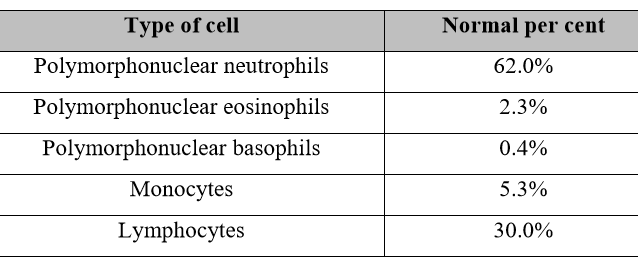 Type of cell Normal per cent
Polymorphonuclear neutrophils 62.0%
Polymorphonuclear eosinophils 2.3%
Polymorphonuclear basophils 0.4%
Monocytes 5.3%
Lymphocytes 30.0%